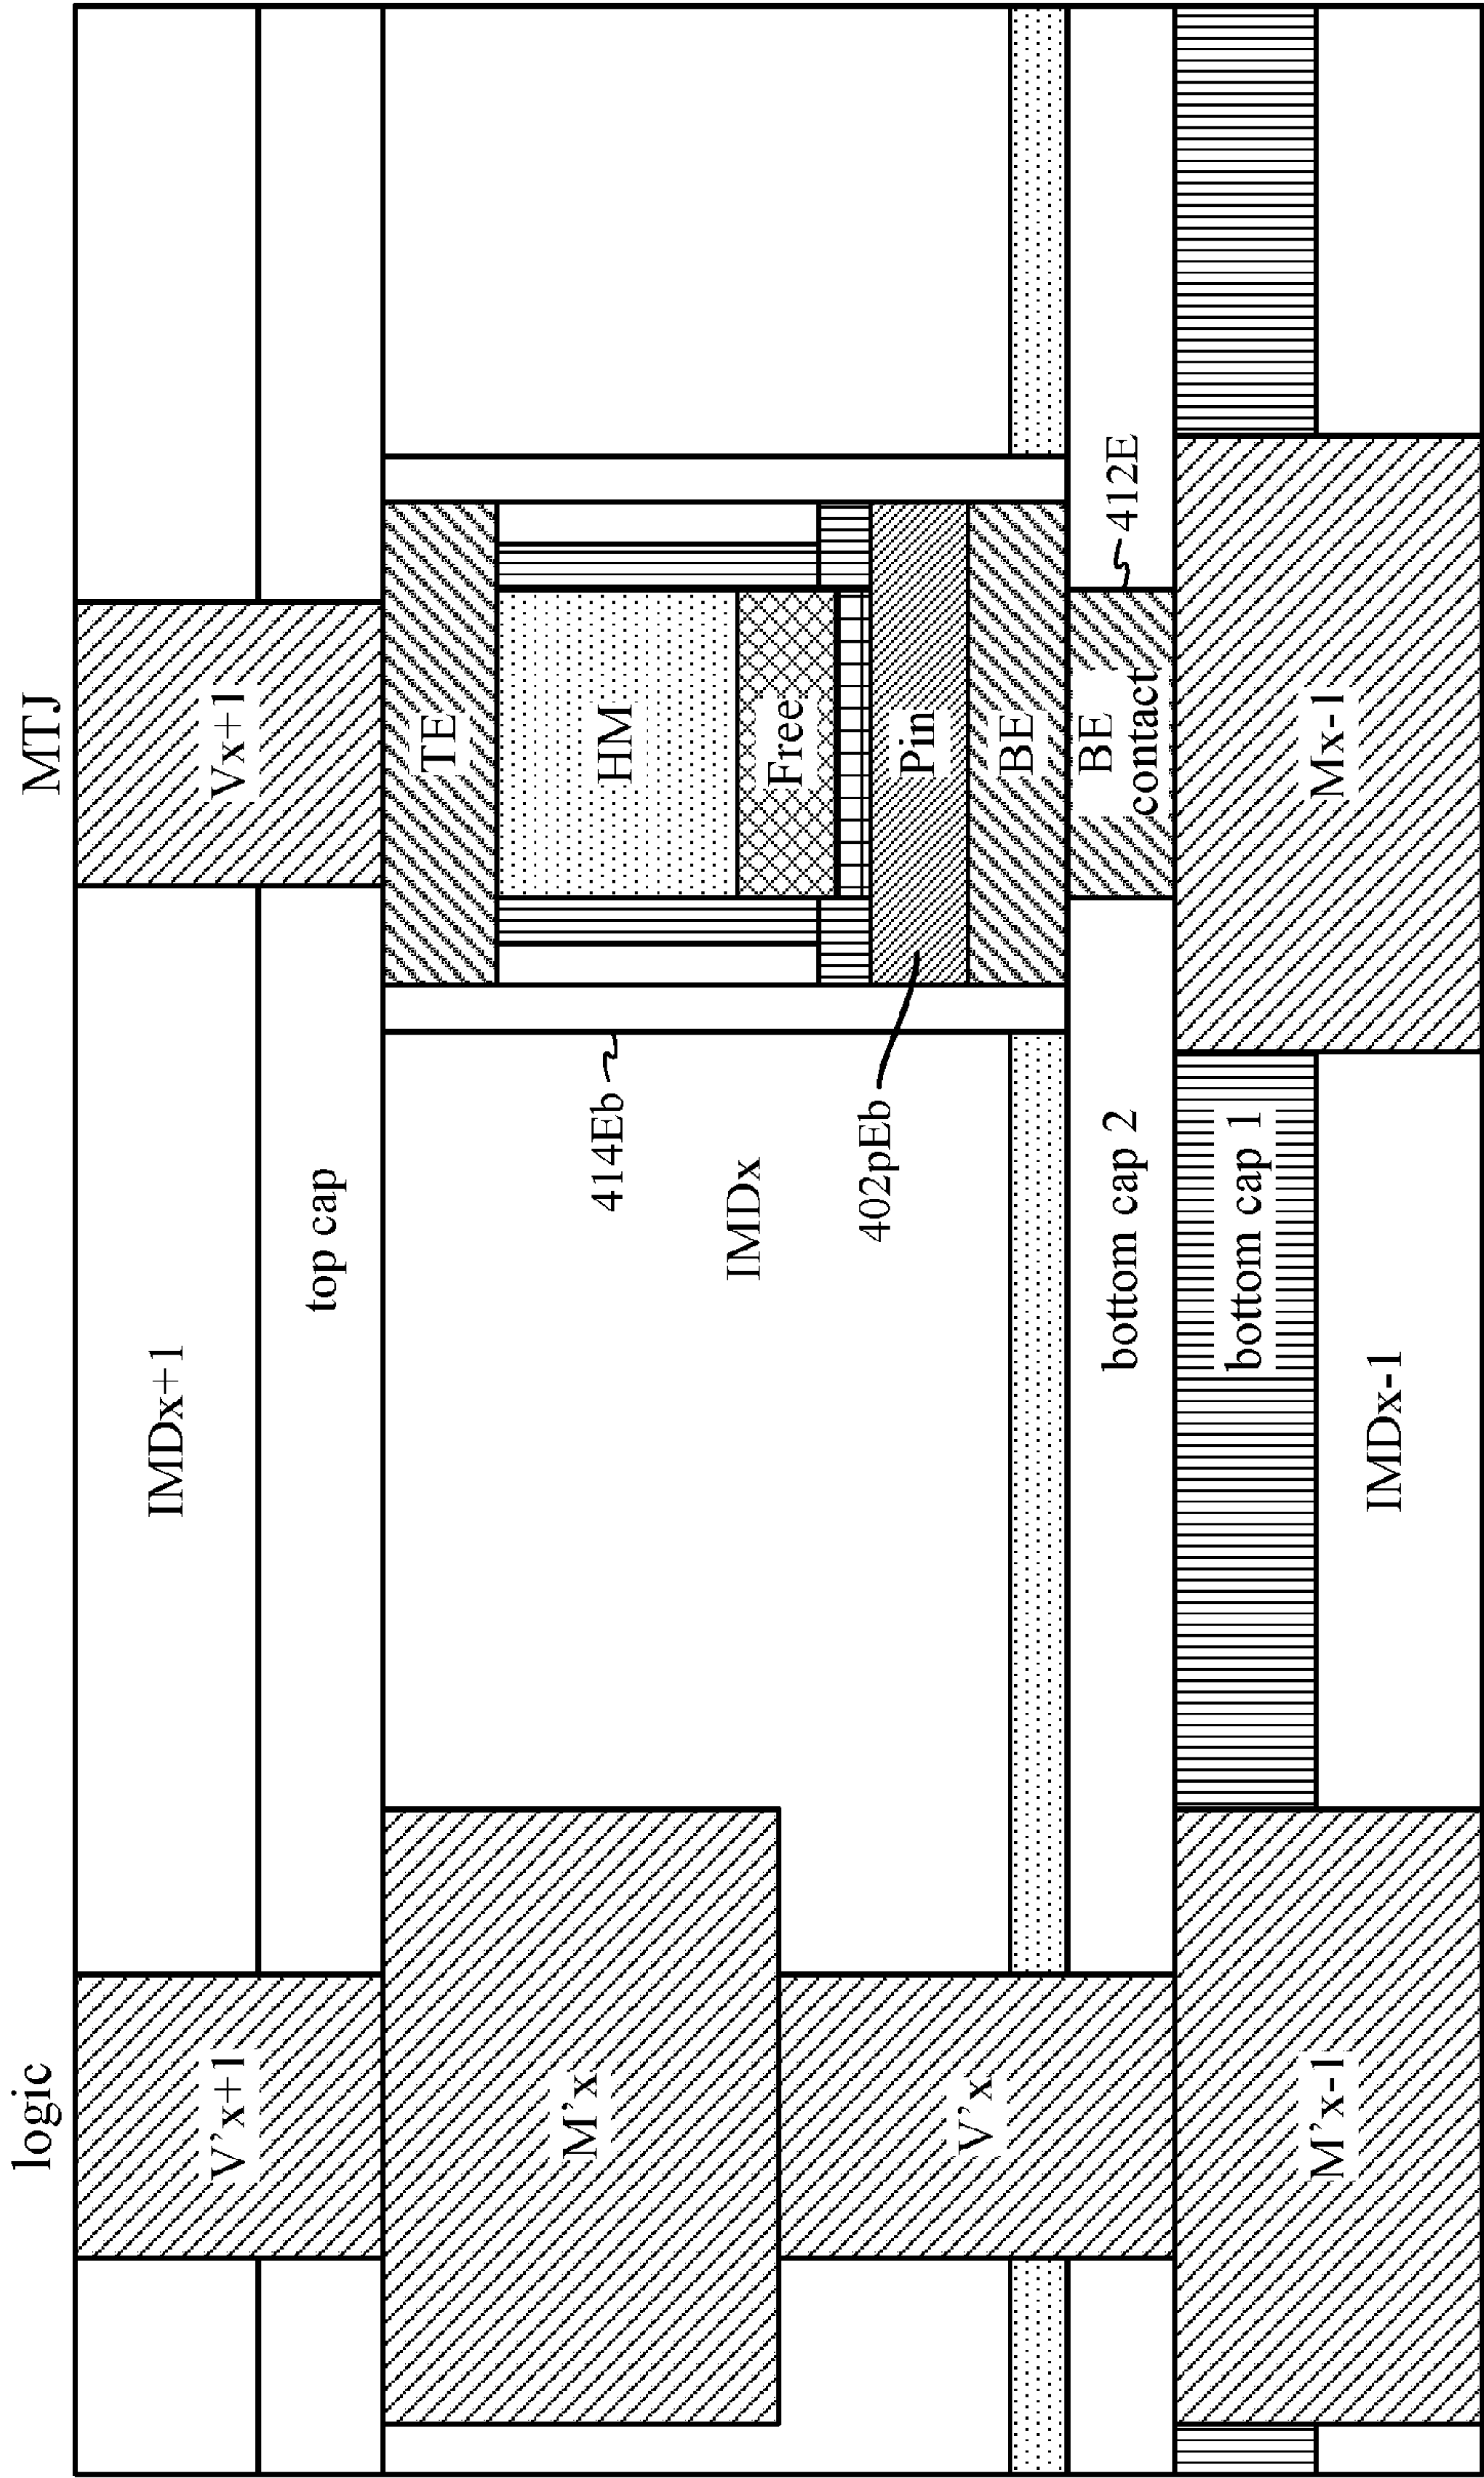 logic
MTJ
V'x+1
IMDx+1
Vx+1
top cap
TE
M'x
414Eb
HM
IMDx
Free
402pEb
Pin
V'x
BE
bottom cap 2
BE
contact
412E
bottom cap 1
M'x-1
IMDx-1
Mx-1